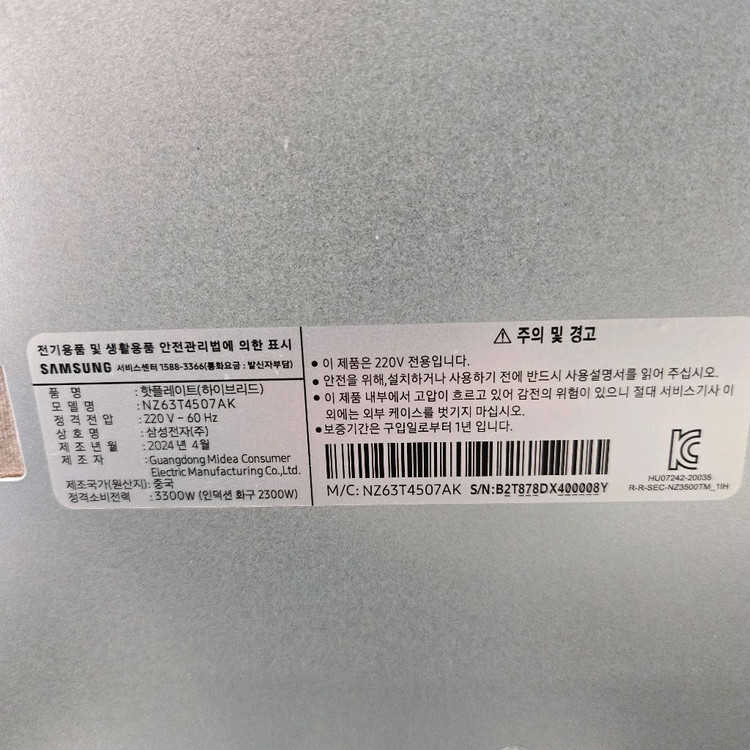 전기용품 및 생활용품 안전관리법에 의한 표시
SAMSUNG 서비스센터 1588-3366(통화요금 : 발신자부담)
품 명 : 핫플레이트(하이브리드)
모 델 명 : NZ63T4507AK
정 격 전 압 : 220 V ~ 60 Hz
상 호 명 : 삼성전자(주)
제 조 년 월 : 2024 년 4월
제 조 자 : Guangdong Midea Consumer
Electric Manufacturing Co.,Ltd.
제조국가(원산지): 중국
정격소비전력 : 3300W (인덕션 화구 2300W)
⚠ 주의 및 경고
• 이 제품은 220V 전용입니다.
• 안전을 위해,설치하거나 사용하기 전에 반드시 사용설명서를 읽어 주십시오.
• 이 제품 내부에서 고압이 흐르고 있어 감전의 위험이 있으니 절대 서비스기사 이
외에는 외부 케이스를 벗기지 마십시오.
•보증기간은 구입일로부터 1년 입니다.
M/C: NZ63T4507AK S/N:B2T878DX400008Y
HU07242-20035
R-R-SEC-NZ3500TM_1IH